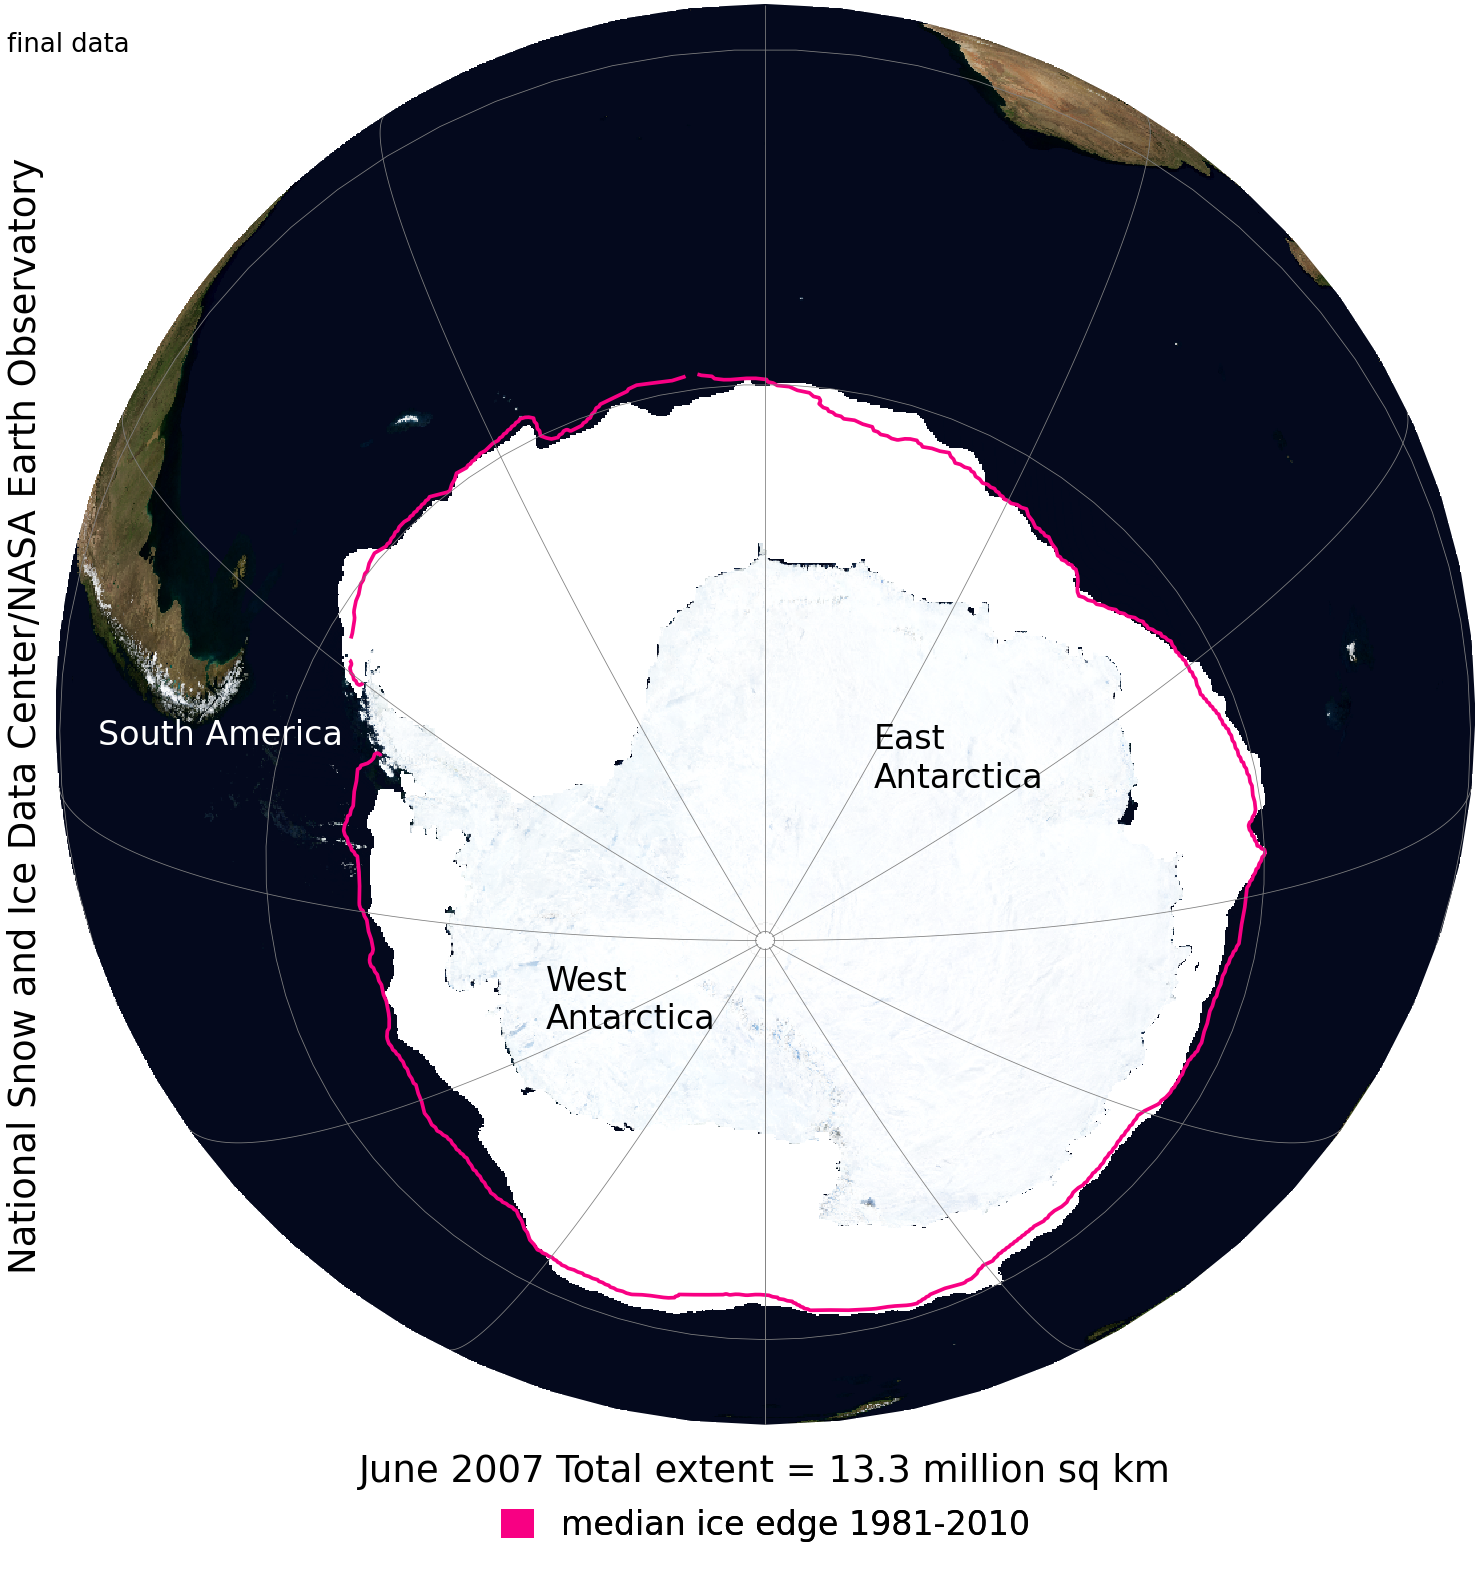 final data
National Snow and Ice Data Center/NASA Earth Observatory
South America
East
Antarctica
West
Antarctica
June 2007 Total extent = 13.3 million sq km
median ice edge 1981-2010